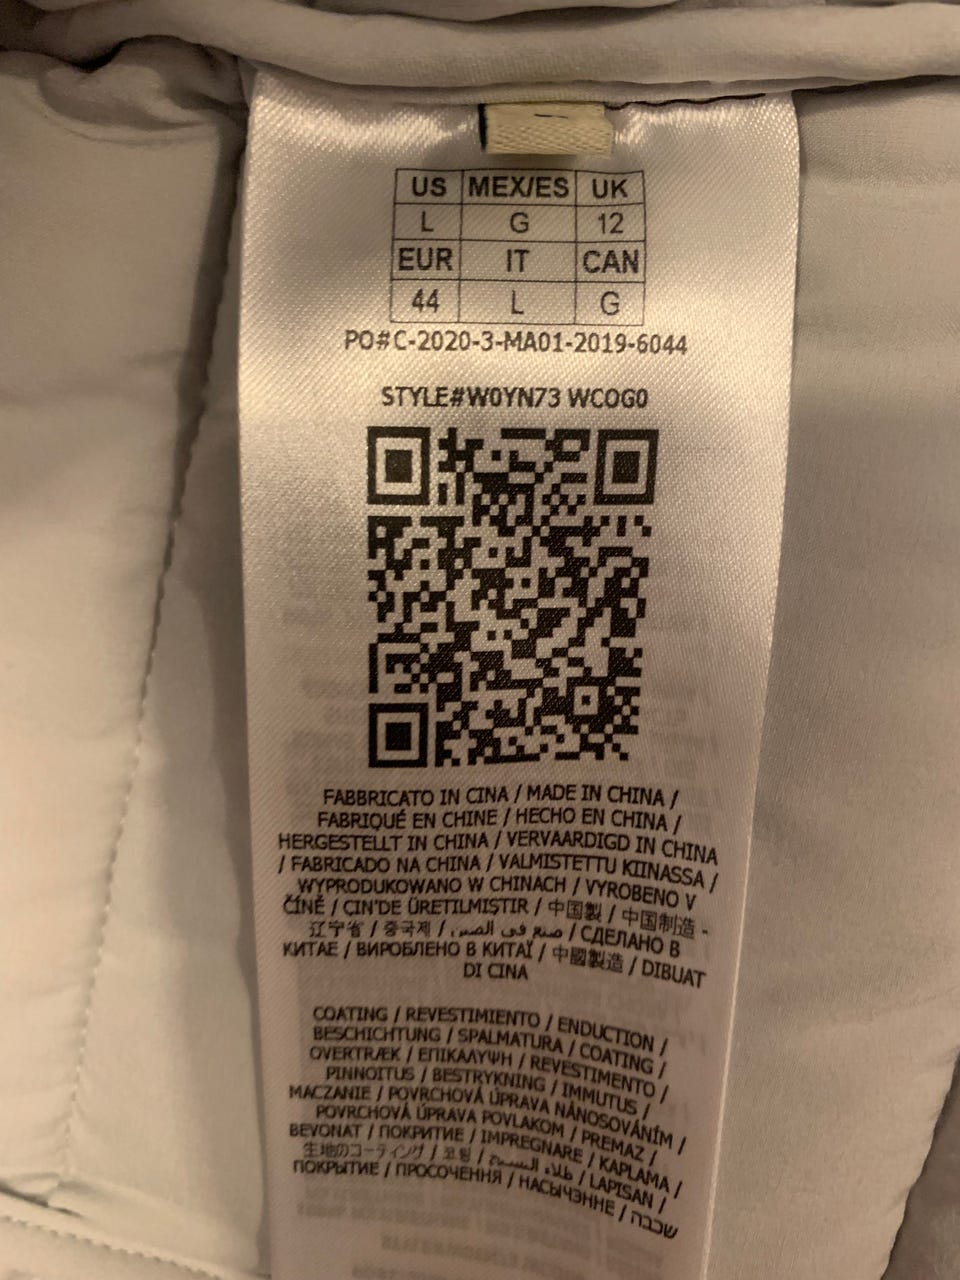 US MEX/ES UK
L G 12
EUR IT CAN
44 L G
PO#C-2020-3-MA01-2019-6044
STYLE#W0YN73 WCOG0
FABBRICATO IN CINA / MADE IN CHINA /
FABRIQUÉ EN CHINE / HECHO EN CHINA /
HERGESTELLT IN CHINA / VERVAARDIGD IN CHINA
/ FABRICADO NA CHINA / VALMISTETTU KIINASSA /
WYPRODUKOWANO W CHINACH / VYROBENO V
ČÍNĚ / ÇIN'DE ÜRETILMIŞTIR / 中国製 / 中国制造 -
辽宁省 / 중국제 / صنع في الصين / СДЕЛАНО В
КИТАЕ / ВИРОБЛЕНО В КИТАЇ / 中國製造 / DIBUAT
DI CINA
COATING / REVESTIMIENTO / ENDUCTION /
BESCHICHTUNG / SPALMATURA / COATING /
OVERTRÆK / ΕΠΙΚΑΛΥΨΗ / REVESTIMENTO /
PINNOITUS / BESTRYKNING / IMMUTUS /
MACZANIE / POVRCHOVÁ ÚPRAVA NÁNOSOVÁNÍM /
POVRCHOVÁ ÚPRAVA POVLAKOM / PREMAZ /
BEVONAT / ПОКРИТИЕ / IMPREGNARE / KAPLAMA /
生地のコーティング / 코팅 / طلاء النسيج / LAPISAN /
ПОКРЫТИЕ / ПРОСОЧЕННЯ / НАСЫЧЭННЕ / שכבה